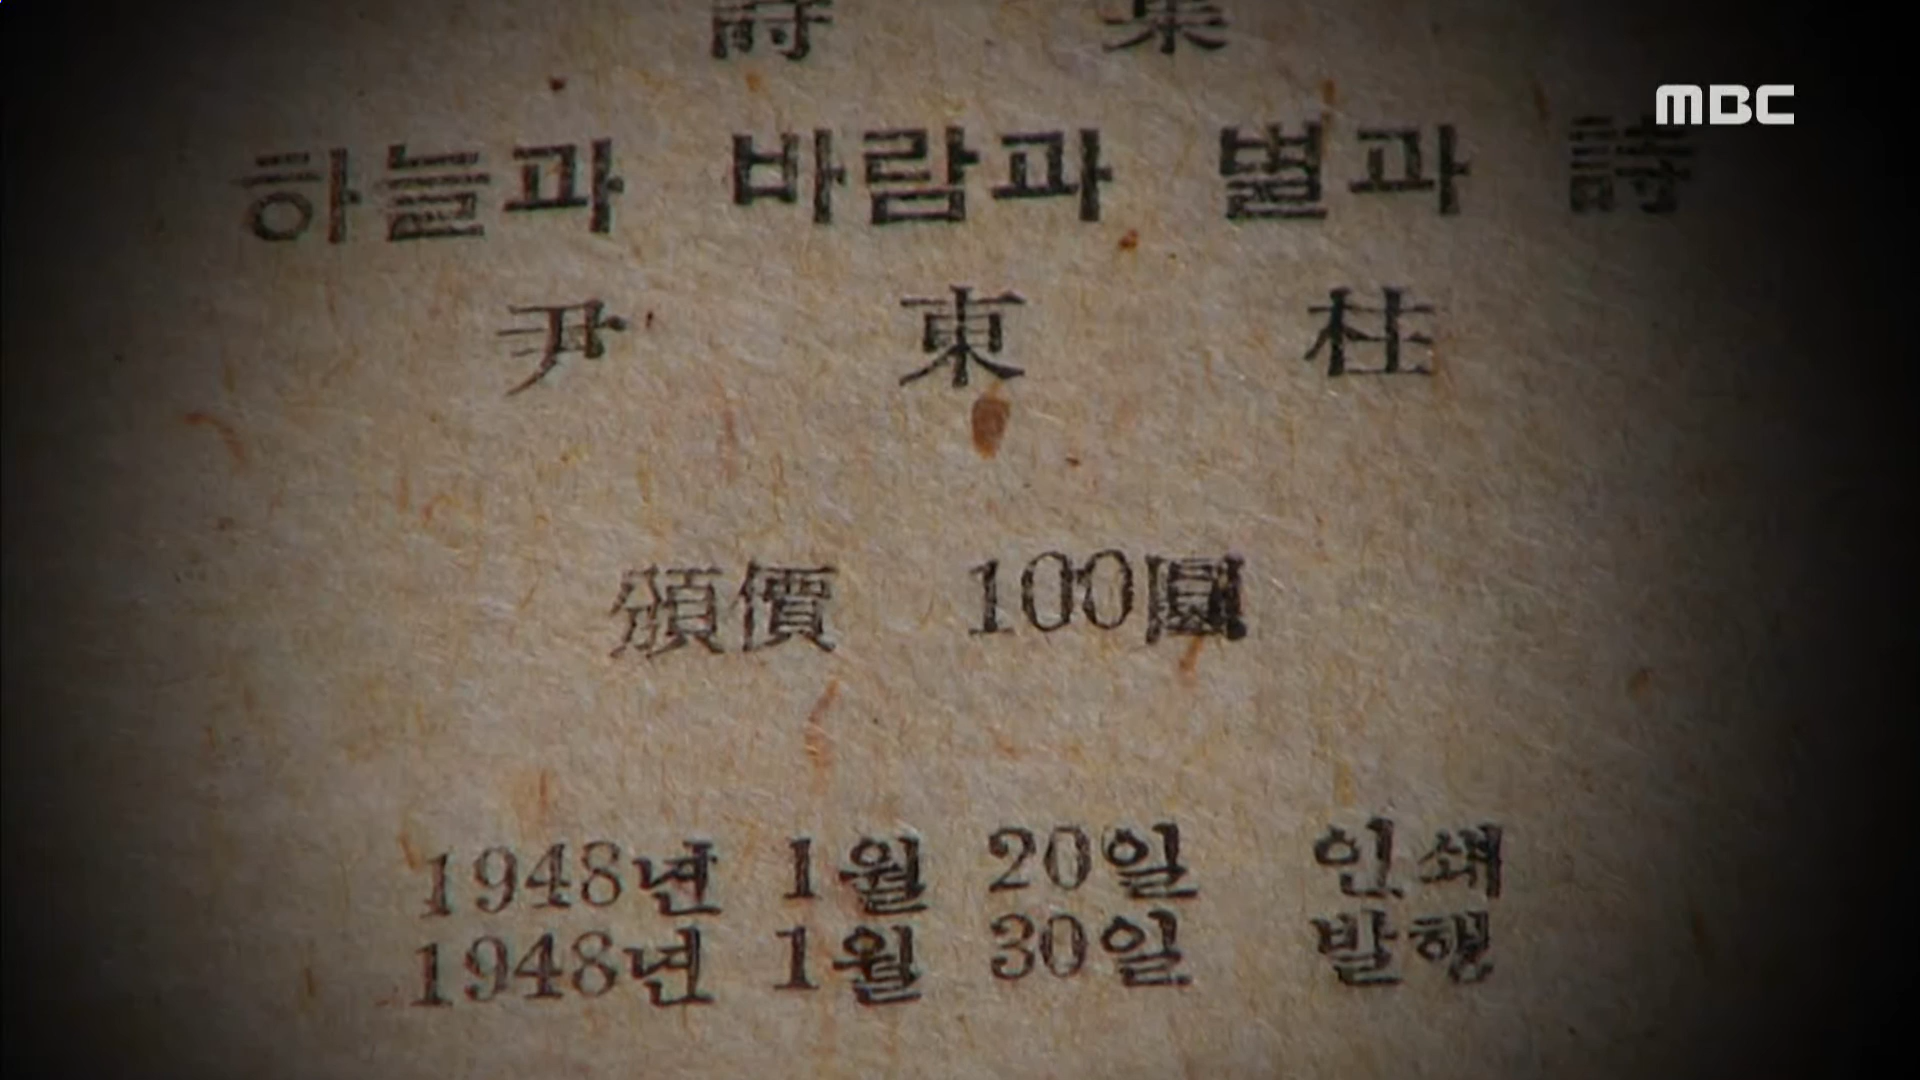 詩 集
MBC
하늘과 바람과 별과 詩
尹 東 柱
頒價 100圓
1948년 1월 20일 인쇄
1948년 1월 30일 발행